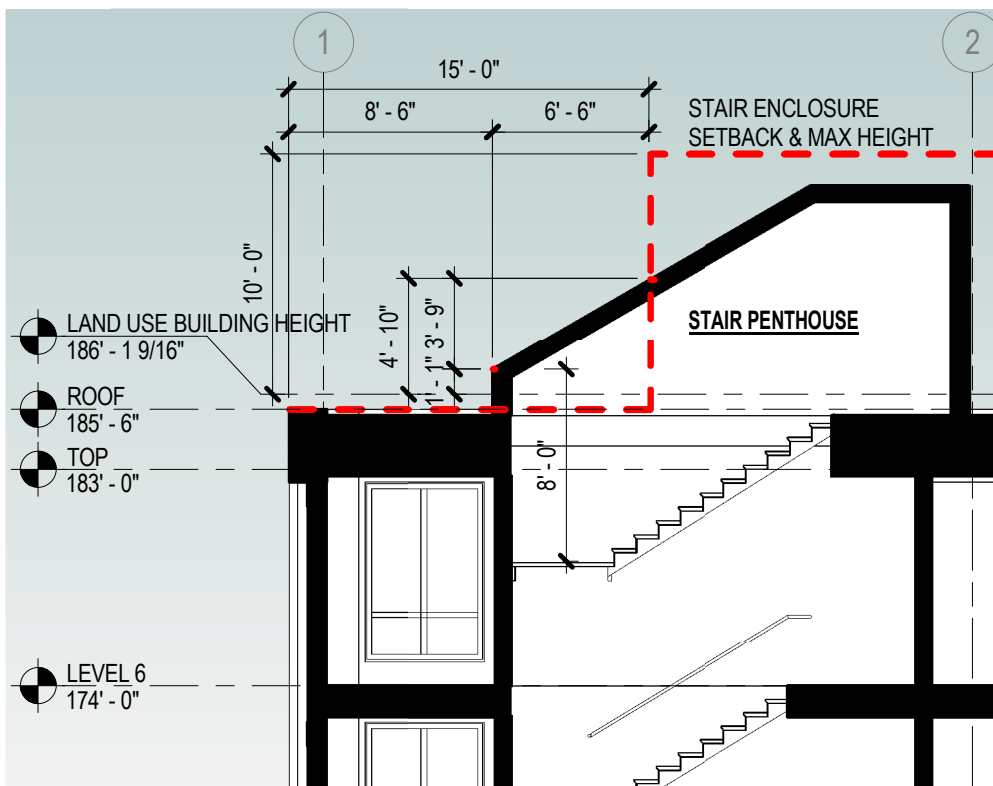 1
2
15' - 0"
8' - 6"
6' - 6"
STAIR ENCLOSURE
SETBACK & MAX HEIGHT
10' - 0"
4' - 10"
3' - 9"
1' - 1"
LAND USE BUILDING HEIGHT
186' - 1 9/16"
STAIR PENTHOUSE
ROOF
185' - 6"
TOP
183' - 0"
8' - 0"
LEVEL 6
174' - 0"